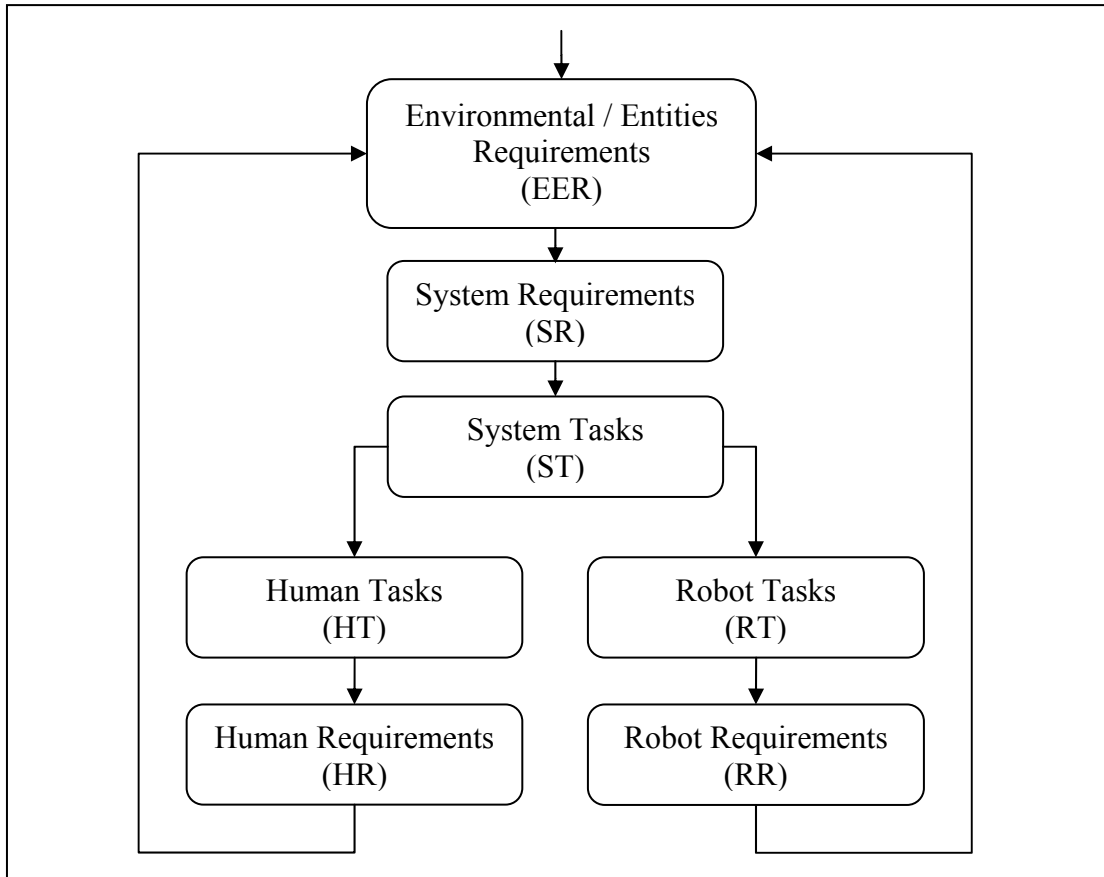 Environmental / Entities
Requirements
(EER)
System Requirements
(SR)
System Tasks
(ST)
Human Tasks
(HT)
Robot Tasks
(RT)
Human Requirements
(HR)
Robot Requirements
(RR)